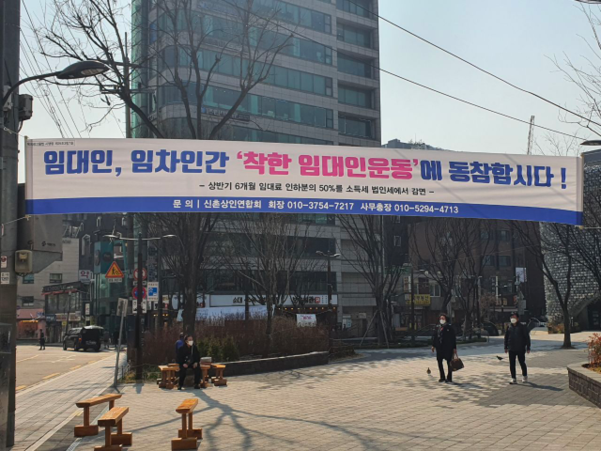 임대인, 임차인간 '착한 임대인운동'에 동참합시다 !
- 상반기 6개월 임대료 인하분의 50%를 소득세 법인세에서 감면 -
문 의 | 신촌상인연합회 회장 010-3754-7217 사무총장 010-5294-4713